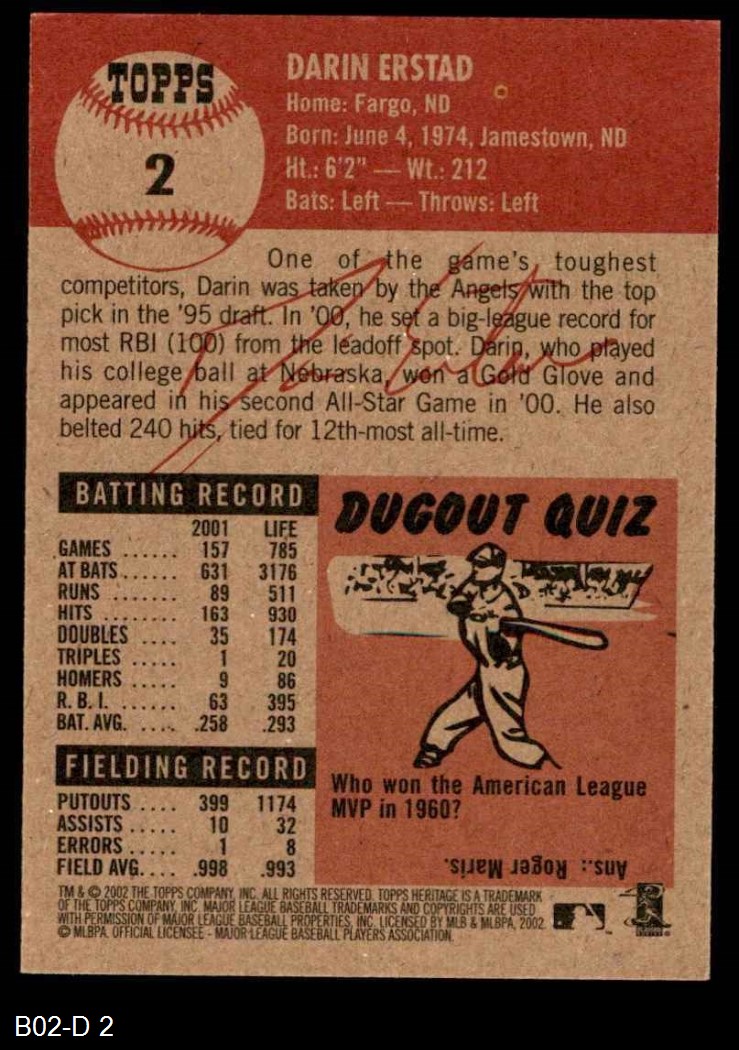 TOPPS
2
DARIN ERSTAD
Home: Fargo, ND
Born: June 4, 1974, Jamestown, ND
Ht.: 6'2" — Wt.: 212
Bats: Left — Throws: Left
One of the game's toughest
competitors, Darin was taken by the Angels with the top
pick in the '95 draft. In '00, he set a big-league record for
most RBI (100) from the leadoff spot. Darin, who played
his college ball at Nebraska, won a Gold Glove and
appeared in his second All-Star Game in '00. He also
belted 240 hits, tied for 12th-most all-time.
BATTING RECORD
2001 LIFE
GAMES ...... 157 785
AT BATS ...... 631 3176
RUNS ....... 89 511
HITS ........ 163 930
DOUBLES .... 35 174
TRIPLES ..... 1 20
HOMERS ..... 9 86
R. B. I. ...... 63 395
BAT. AVG. .... .258 .293
FIELDING RECORD
PUTOUTS .... 399 1174
ASSISTS ..... 10 32
ERRORS ..... 1 8
FIELD AVG. ... .998 .993
DUGOUT QUIZ
Who won the American League
MVP in 1960?
Ans.: Roger Maris.
TM & © 2002 THE TOPPS COMPANY, INC. ALL RIGHTS RESERVED. TOPPS HERITAGE IS A TRADEMARK
OF THE TOPPS COMPANY, INC. MAJOR LEAGUE BASEBALL TRADEMARKS AND COPYRIGHTS ARE USED
WITH PERMISSION OF MAJOR LEAGUE BASEBALL PROPERTIES, INC. LICENSED BY MLB & MLBPA, 2002.
© MLBPA. OFFICIAL LICENSEE - MAJOR LEAGUE BASEBALL PLAYERS ASSOCIATION.
B02-D 2